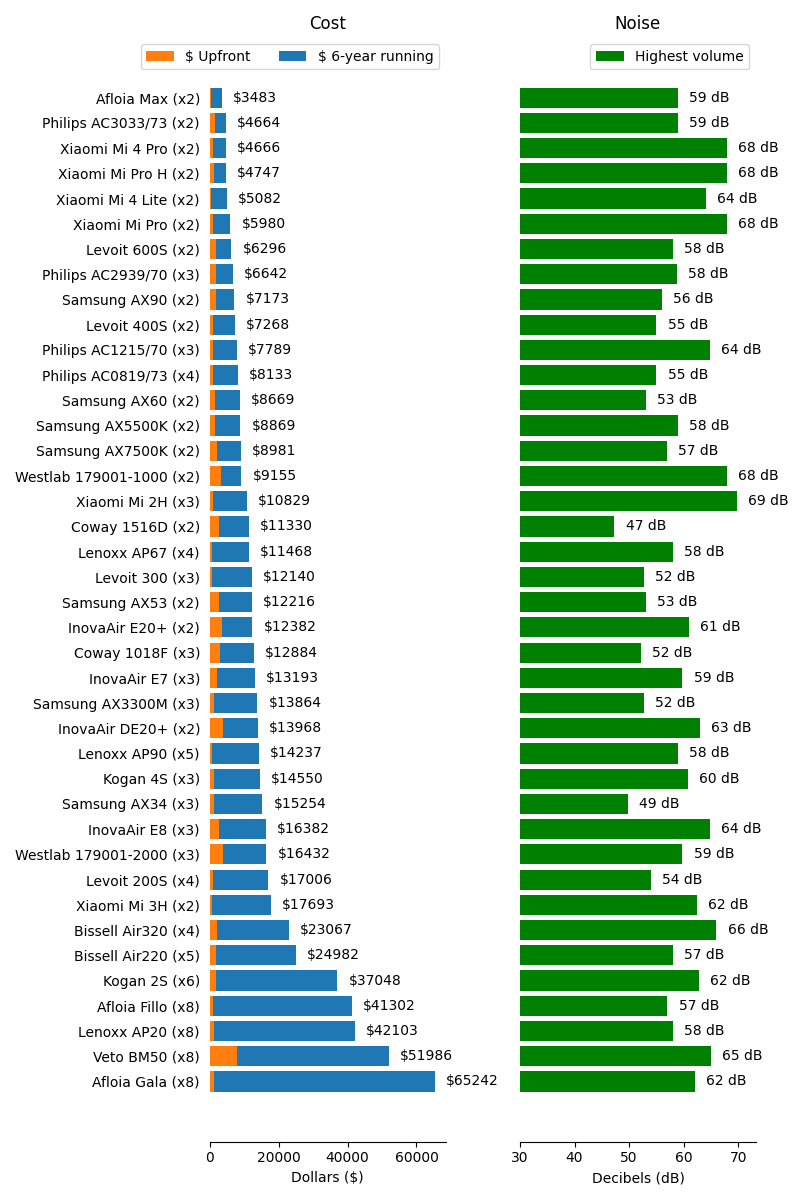 Cost Noise
$ Upfront $ 6-year running Highest volume
Afloia Max (x2) $3483 59 dB
Philips AC3033/73 (x2) $4664 59 dB
Xiaomi Mi 4 Pro (x2) $4666 68 dB
Xiaomi Mi Pro H (x2) $4747 68 dB
Xiaomi Mi 4 Lite (x2) $5082 64 dB
Xiaomi Mi Pro (x2) $5980 68 dB
Levoit 600S (x2) $6296 58 dB
Philips AC2939/70 (x3) $6642 58 dB
Samsung AX90 (x2) $7173 56 dB
Levoit 400S (x2) $7268 55 dB
Philips AC1215/70 (x3) $7789 64 dB
Philips AC0819/73 (x4) $8133 55 dB
Samsung AX60 (x2) $8669 53 dB
Samsung AX5500K (x2) $8869 58 dB
Samsung AX7500K (x2) $8981 57 dB
Westlab 179001-1000 (x2) $9155 68 dB
Xiaomi Mi 2H (x3) $10829 69 dB
Coway 1516D (x2) $11330 47 dB
Lenoxx AP67 (x4) $11468 58 dB
Levoit 300 (x3) $12140 52 dB
Samsung AX53 (x2) $12216 53 dB
InovaAir E20+ (x2) $12382 61 dB
Coway 1018F (x3) $12884 52 dB
InovaAir E7 (x3) $13193 59 dB
Samsung AX3300M (x3) $13864 52 dB
InovaAir DE20+ (x2) $13968 63 dB
Lenoxx AP90 (x5) $14237 58 dB
Kogan 4S (x3) $14550 60 dB
Samsung AX34 (x3) $15254 49 dB
InovaAir E8 (x3) $16382 64 dB
Westlab 179001-2000 (x3) $16432 59 dB
Levoit 200S (x4) $17006 54 dB
Xiaomi Mi 3H (x2) $17693 62 dB
Bissell Air320 (x4) $23067 66 dB
Bissell Air220 (x5) $24982 57 dB
Kogan 2S (x6) $37048 62 dB
Afloia Fillo (x8) $41302 57 dB
Lenoxx AP20 (x8) $42103 58 dB
Veto BM50 (x8) $51986 65 dB
Afloia Gala (x8) $65242 62 dB
0 20000 40000 60000 30 40 50 60 70
Dollars ($) Decibels (dB)